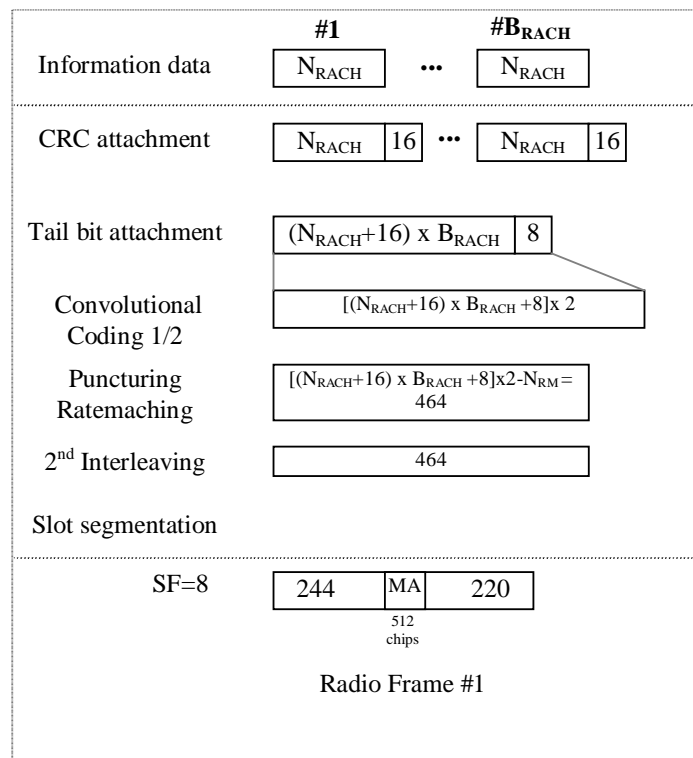 #1 #B_RACH
Information data N_RACH ... N_RACH
CRC attachment N_RACH 16 ... N_RACH 16
Tail bit attachment (N_RACH+16) x B_RACH 8
Convolutional
Coding 1/2
[(N_RACH+16) x B_RACH +8]x 2
Puncturing
Ratemaching
[(N_RACH+16) x B_RACH +8]x2-N_RM =
464
2nd Interleaving 464
Slot segmentation
SF=8 244 MA 220
512
chips
Radio Frame #1